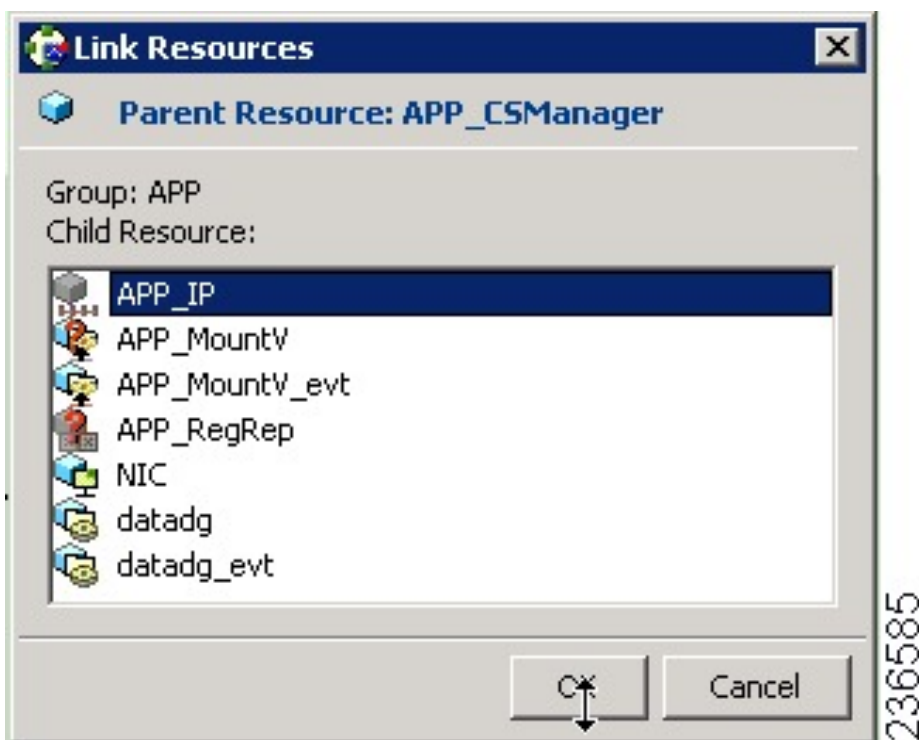 Link Resources
Parent Resource: APP_CSManager
Group: APP
Child Resource:
APP_IP
APP_MountV
APP_MountV_evt
APP_RegRep
NIC
datadg
datadg_evt
OK
Cancel
236585